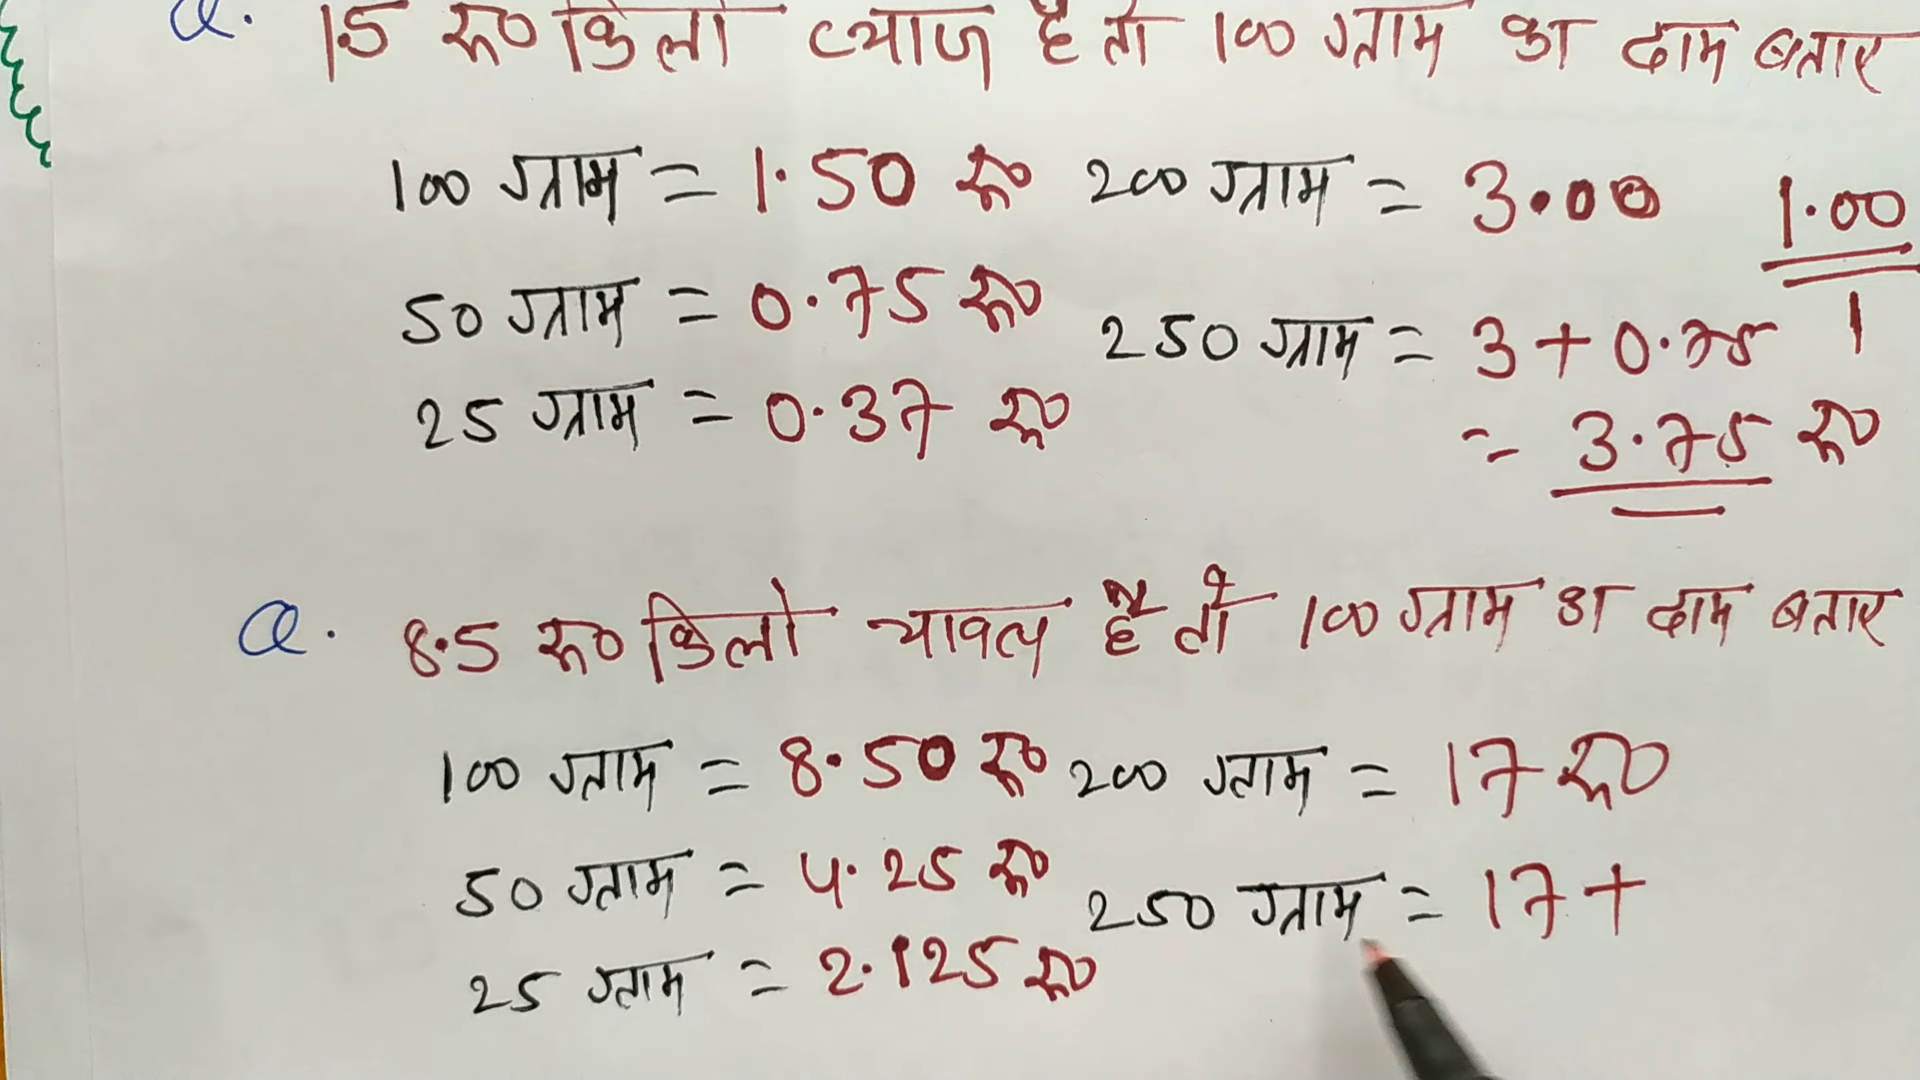 Q. 15 रू० किलो प्याज है तो 100 ग्राम का दाम बताए
100 ग्राम = 1.50 रू० 200 ग्राम = 3.00 1.00
50 ग्राम = 0.75 रू० 250 ग्राम = 3 + 0.75 1
25 ग्राम = 0.37 रू० = 3.75 रू०
Q. 8.5 रू० किलो चावल है तो 100 ग्राम का दाम बताए
100 ग्राम = 8.50 रू० 200 ग्राम = 17 रू०
50 ग्राम = 4.25 रू० 250 ग्राम = 17 +
25 ग्राम = 2.125 रू०